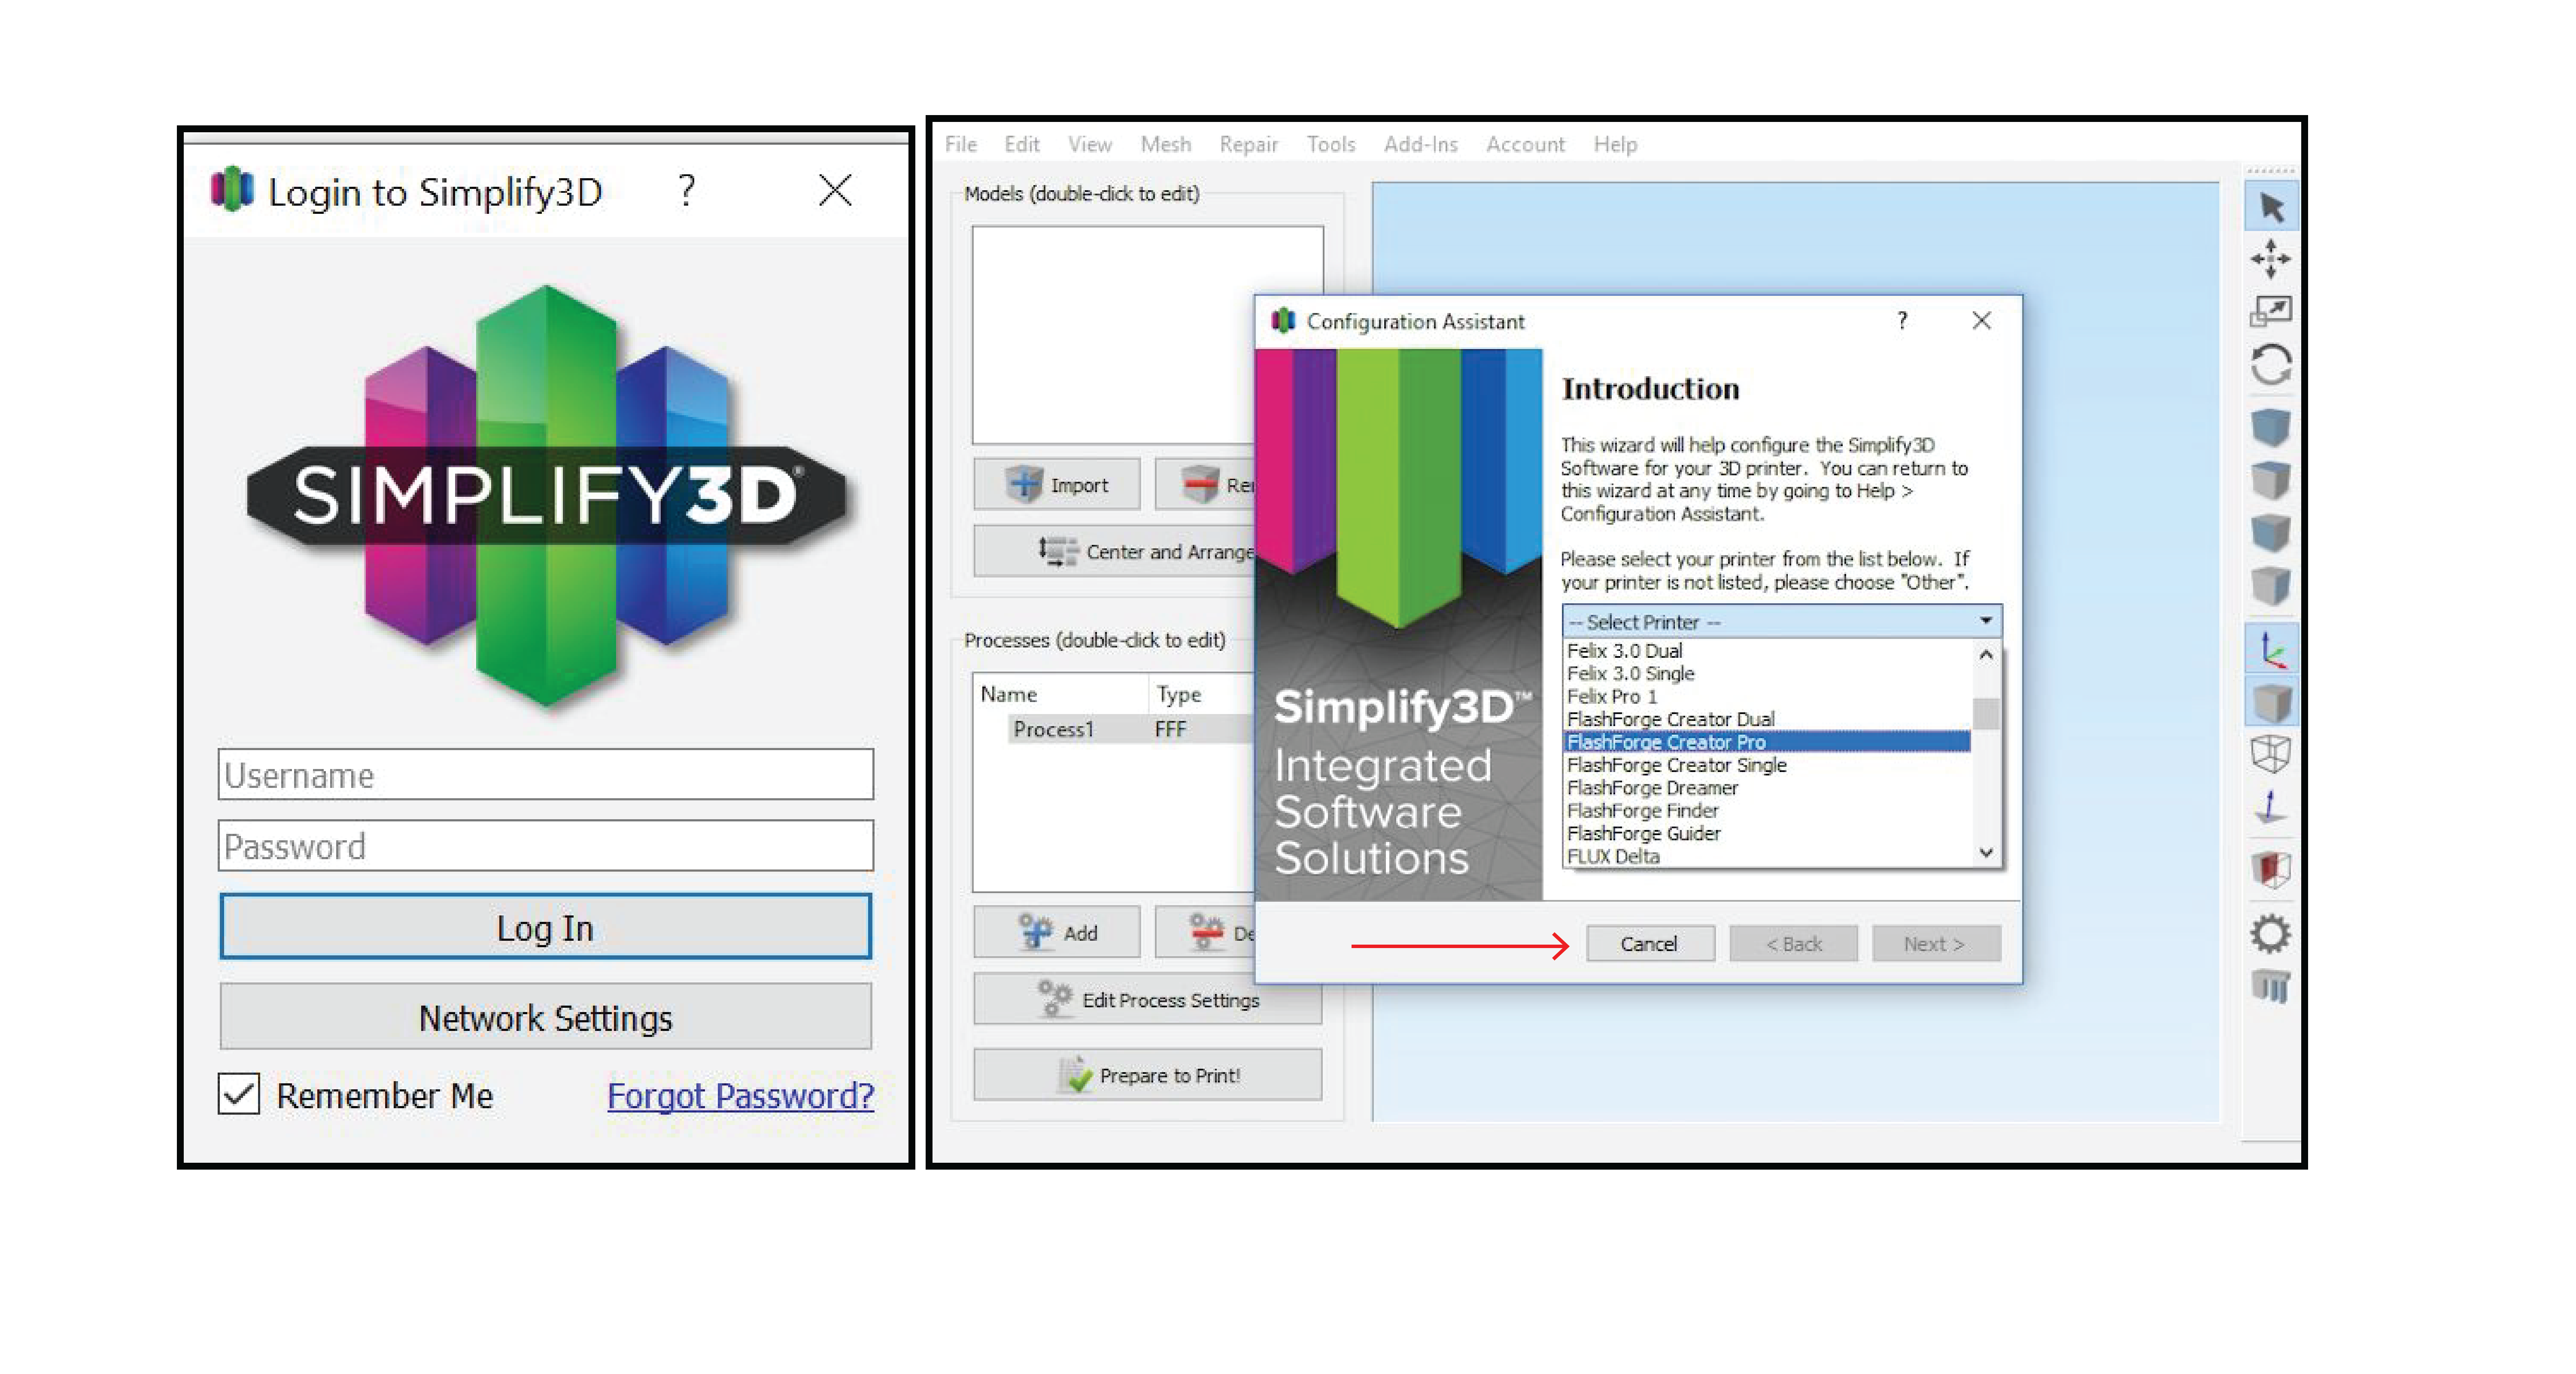 Login to Simplify3D ?
SIMPLIFY3D®
Username
Password
Log In
Network Settings
Remember Me Forgot Password?
File Edit View Mesh Repair Tools Add-Ins Account Help
Models (double-click to edit)
Import Re
Center and Arrange
Processes (double-click to edit)
Name Type
Process1 FFF
Add De
Edit Process Settings
Prepare to Print!
Configuration Assistant ?
Simplify3D™
Integrated
Software
Solutions
Introduction
This wizard will help configure the Simplify3D
Software for your 3D printer. You can return to
this wizard at any time by going to Help >
Configuration Assistant.
Please select your printer from the list below. If
your printer is not listed, please choose "Other".
-- Select Printer --
Felix 3.0 Dual
Felix 3.0 Single
Felix Pro 1
FlashForge Creator Dual
FlashForge Creator Pro
FlashForge Creator Single
FlashForge Dreamer
FlashForge Finder
FlashForge Guider
FLUX Delta
Cancel < Back Next >